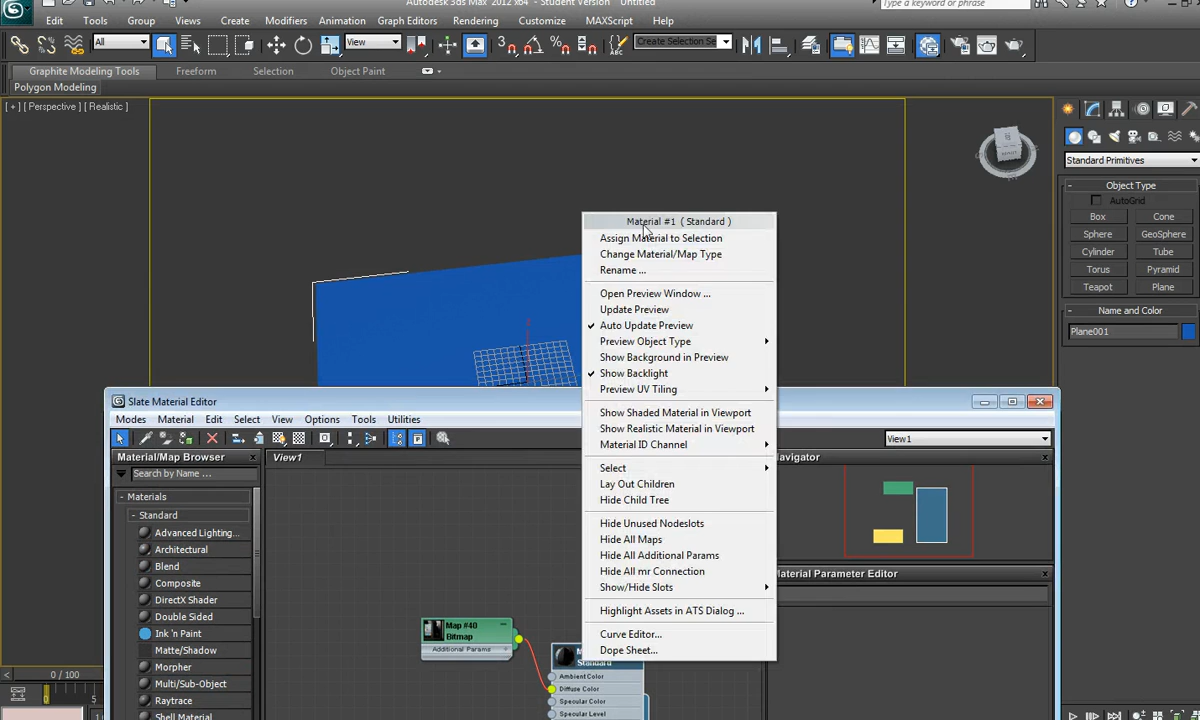 Autodesk 3ds Max 2012 x64 - Student Version Untitled
Type a keyword or phrase
Edit Tools Group Views Create Modifiers Animation Graph Editors Rendering Customize MAXScript Help
All
View
Create Selection Se
Graphite Modeling Tools Freeform Selection Object Paint
Polygon Modeling
[ + ] [ Perspective ] [ Realistic ]
Standard Primitives
- Object Type
AutoGrid
Box Cone
Sphere GeoSphere
Cylinder Tube
Torus Pyramid
Teapot Plane
- Name and Color
Plane001
Material #1 ( Standard )
Assign Material to Selection
Change Material/Map Type
Rename ...
Open Preview Window ...
Update Preview
Auto Update Preview
Preview Object Type
Show Background in Preview
Show Backlight
Preview UV Tiling
Show Shaded Material in Viewport
Show Realistic Material in Viewport
Material ID Channel
Select
Lay Out Children
Hide Child Tree
Hide Unused Nodeslots
Hide All Maps
Hide All Additional Params
Hide All mr Connection
Show/Hide Slots
Highlight Assets in ATS Dialog ...
Curve Editor...
Dope Sheet...
Slate Material Editor
Modes Material Edit Select View Options Tools Utilities
View1
Material/Map Browser
Search by Name ...
- Materials
- Standard
Advanced Lighting...
Architectural
Blend
Composite
DirectX Shader
Double Sided
Ink 'n Paint
Matte/Shadow
Morpher
Multi/Sub-Object
Raytrace
Shell Material
View1
Map #40
Bitmap
Additional Params
Standard
Ambient Color
Diffuse Color
Specular Color
Specular Level
Navigator
Material Parameter Editor
0 / 100
0
5